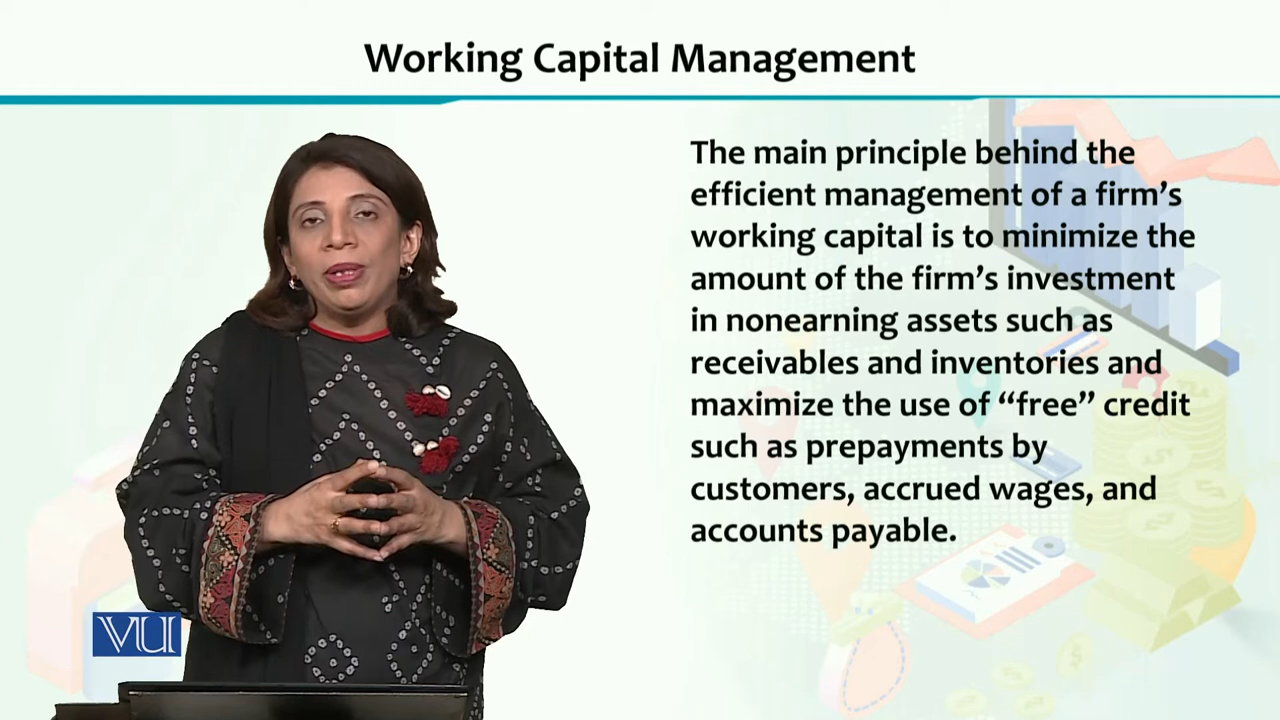 Working Capital Management
The main principle behind the
efficient management of a firm’s
working capital is to minimize the
amount of the firm’s investment
in nonearning assets such as
receivables and inventories and
maximize the use of “free” credit
such as prepayments by
customers, accrued wages, and
accounts payable.
VU